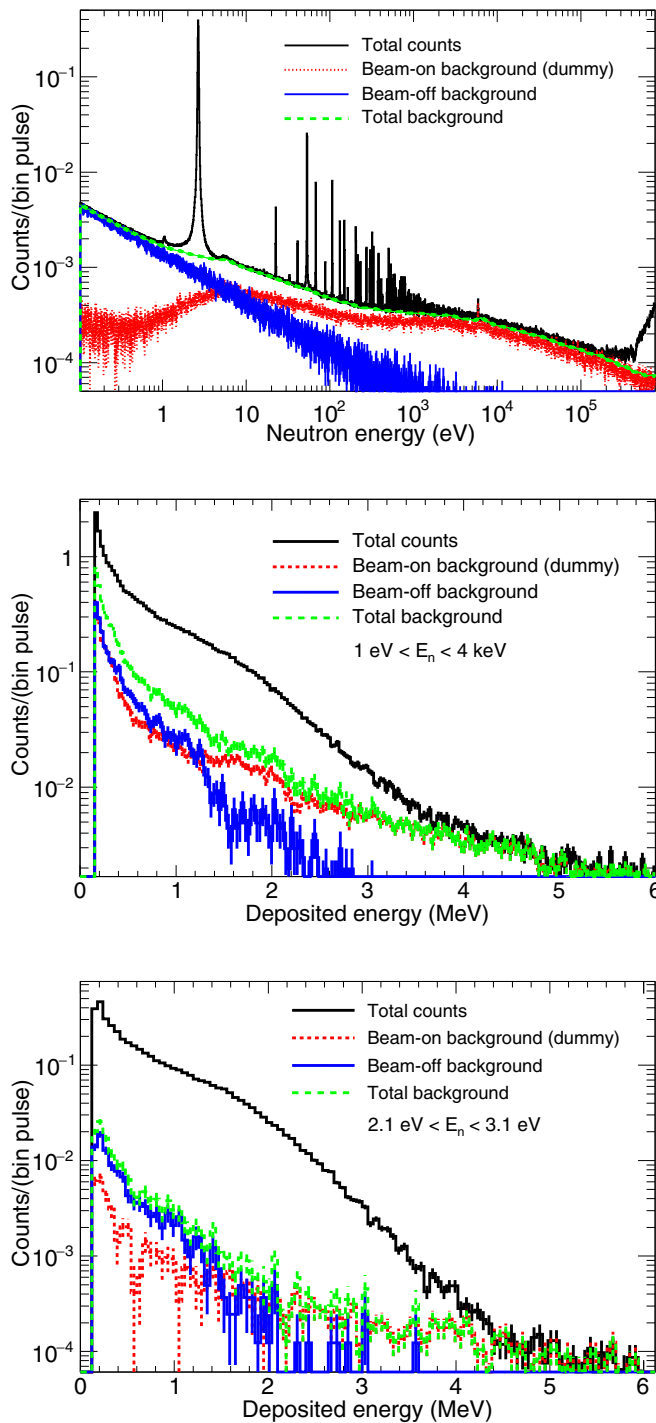 Counts/(bin pulse)
10⁻¹
10⁻²
10⁻³
10⁻⁴
Total counts
Beam-on background (dummy)
Beam-off background
Total background
1 10 10² 10³ 10⁴ 10⁵
Neutron energy (eV)
Counts/(bin pulse)
1
10⁻¹
10⁻²
Total counts
Beam-on background (dummy)
Beam-off background
Total background
1 eV < Eₙ < 4 keV
0 1 2 3 4 5 6
Deposited energy (MeV)
Counts/(bin pulse)
10⁻¹
10⁻²
10⁻³
10⁻⁴
Total counts
Beam-on background (dummy)
Beam-off background
Total background
2.1 eV < Eₙ < 3.1 eV
0 1 2 3 4 5 6
Deposited energy (MeV)